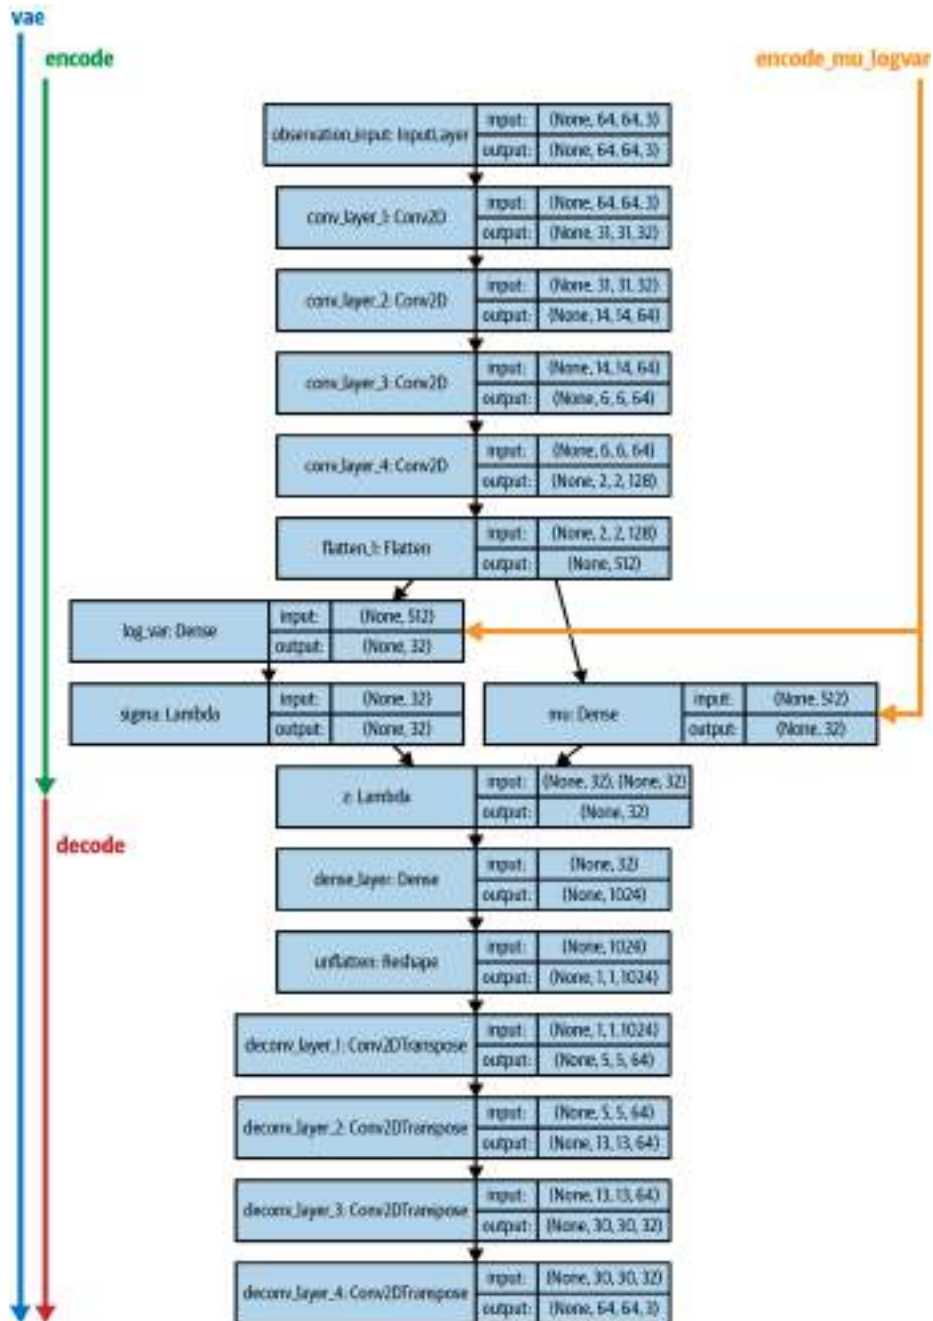 vae
encode
encode_mu_logvar
observation_input: InputLayer
input: (None, 64, 64, 3)
output: (None, 64, 64, 3)
conv_layer_1: Conv2D
input: (None, 64, 64, 3)
output: (None, 31, 31, 32)
conv_layer_2: Conv2D
input: (None, 31, 31, 32)
output: (None, 14, 14, 64)
conv_layer_3: Conv2D
input: (None, 14, 14, 64)
output: (None, 6, 6, 64)
conv_layer_4: Conv2D
input: (None, 6, 6, 64)
output: (None, 2, 2, 128)
flatten_1: Flatten
input: (None, 2, 2, 128)
output: (None, 512)
log_var: Dense
input: (None, 512)
output: (None, 32)
sigma: Lambda
input: (None, 32)
output: (None, 32)
mu: Dense
input: (None, 512)
output: (None, 32)
z: Lambda
input: (None, 32), (None, 32)
output: (None, 32)
decode
dense_layer: Dense
input: (None, 32)
output: (None, 1024)
unflatten: Reshape
input: (None, 1024)
output: (None, 1, 1, 1024)
deconv_layer_1: Conv2DTranspose
input: (None, 1, 1, 1024)
output: (None, 5, 5, 64)
deconv_layer_2: Conv2DTranspose
input: (None, 5, 5, 64)
output: (None, 13, 13, 64)
deconv_layer_3: Conv2DTranspose
input: (None, 13, 13, 64)
output: (None, 30, 30, 32)
deconv_layer_4: Conv2DTranspose
input: (None, 30, 30, 32)
output: (None, 64, 64, 3)